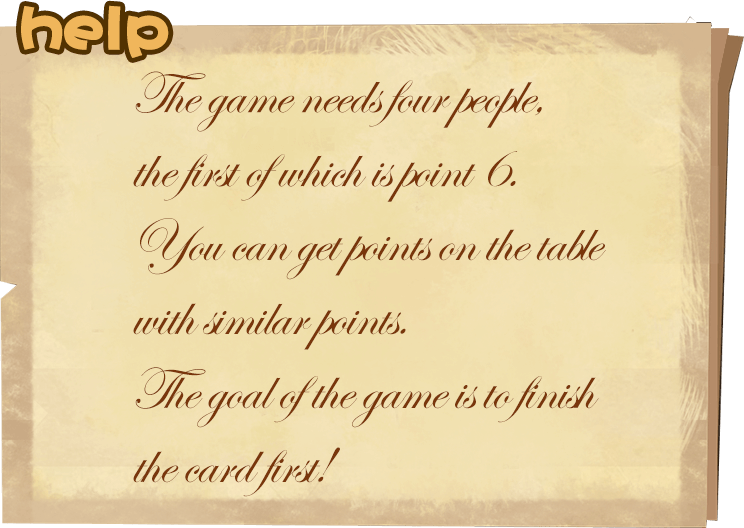 help
The game needs four people,
the first of which is point 6.
You can get points on the table
with similar points.
The goal of the game is to finish
the card first!